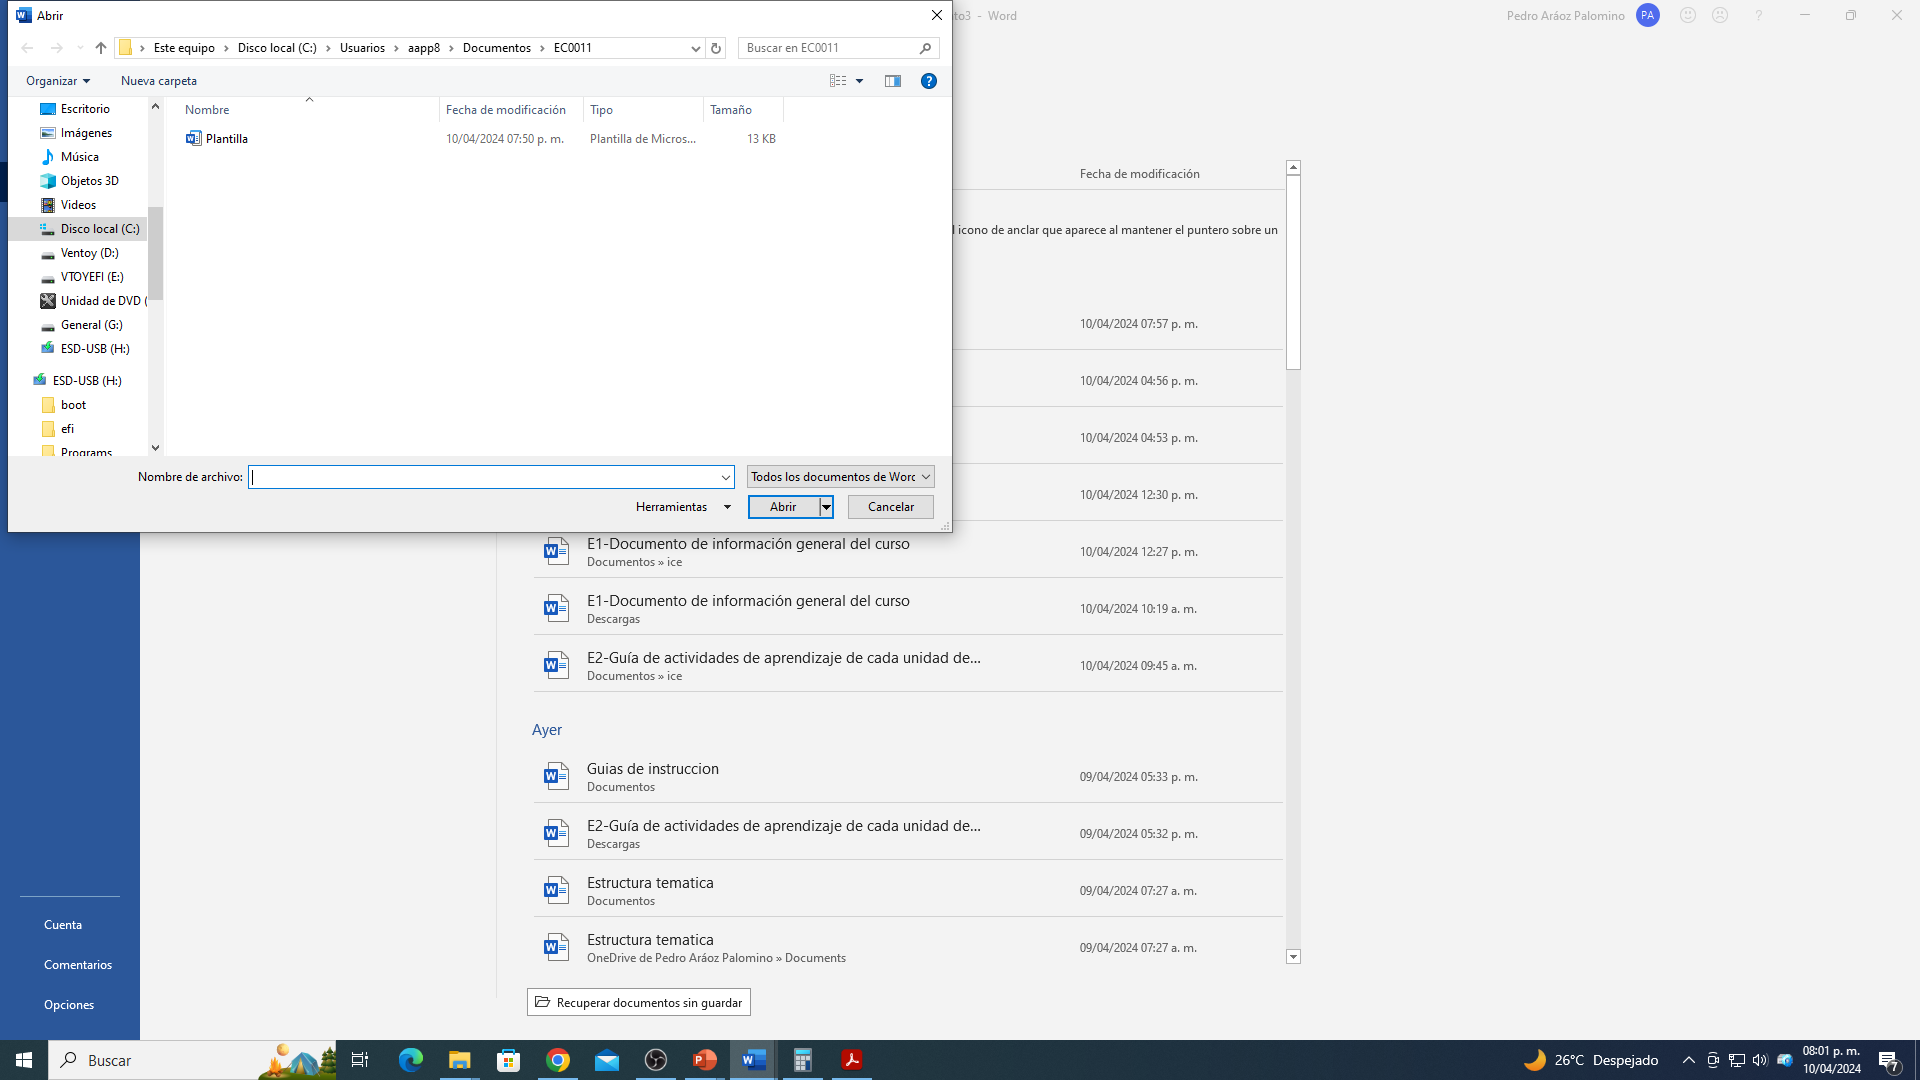 Abrir
to3 - Word
Pedro Aráoz Palomino
PA
Este equipo
Disco local (C:)
Usuarios
aapp8
Documentos
EC0011
Buscar en EC0011
Organizar
Nueva carpeta
Nombre
Fecha de modificación
Tipo
Tamaño
Plantilla
10/04/2024 07:50 p. m.
Plantilla de Micros...
13 KB
Escritorio
Imágenes
Música
Objetos 3D
Videos
Disco local (C:)
Ventoy (D:)
VTOYEFI (E:)
Unidad de DVD (
General (G:)
ESD-USB (H:)
ESD-USB (H:)
boot
efi
Programs
Nombre de archivo:
Todos los documentos de Word
Herramientas
Abrir
Cancelar
Fecha de modificación
l icono de anclar que aparece al mantener el puntero sobre un
10/04/2024 07:57 p. m.
10/04/2024 04:56 p. m.
10/04/2024 04:53 p. m.
10/04/2024 12:30 p. m.
E1-Documento de información general del curso
Documentos » ice
10/04/2024 12:27 p. m.
E1-Documento de información general del curso
Descargas
10/04/2024 10:19 a. m.
E2-Guía de actividades de aprendizaje de cada unidad de...
Documentos » ice
10/04/2024 09:45 a. m.
Ayer
Guias de instruccion
Documentos
09/04/2024 05:33 p. m.
E2-Guía de actividades de aprendizaje de cada unidad de...
Descargas
09/04/2024 05:32 p. m.
Estructura tematica
Documentos
09/04/2024 07:27 a. m.
Estructura tematica
OneDrive de Pedro Aráoz Palomino » Documents
09/04/2024 07:27 a. m.
Recuperar documentos sin guardar
Cuenta
Comentarios
Opciones
Buscar
26°C Despejado
08:01 p. m.
10/04/2024
7